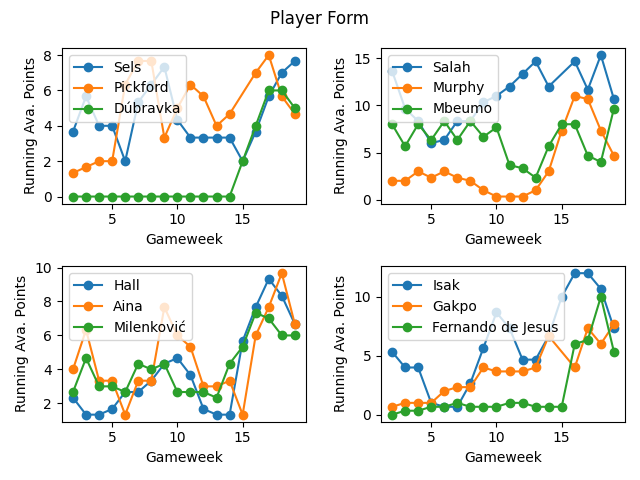 Player Form
8
6
4
2
0
Running Ava. Points
Sels
Pickford
Dúbravka
5
10
15
Gameweek
15
10
5
0
Running Ava. Points
Salah
Murphy
Mbeumo
5
10
15
Gameweek
10
8
6
4
2
Running Ava. Points
Hall
Aina
Milenković
5
10
15
Gameweek
10
5
0
Running Ava. Points
Isak
Gakpo
Fernando de Jesus
5
10
15
Gameweek